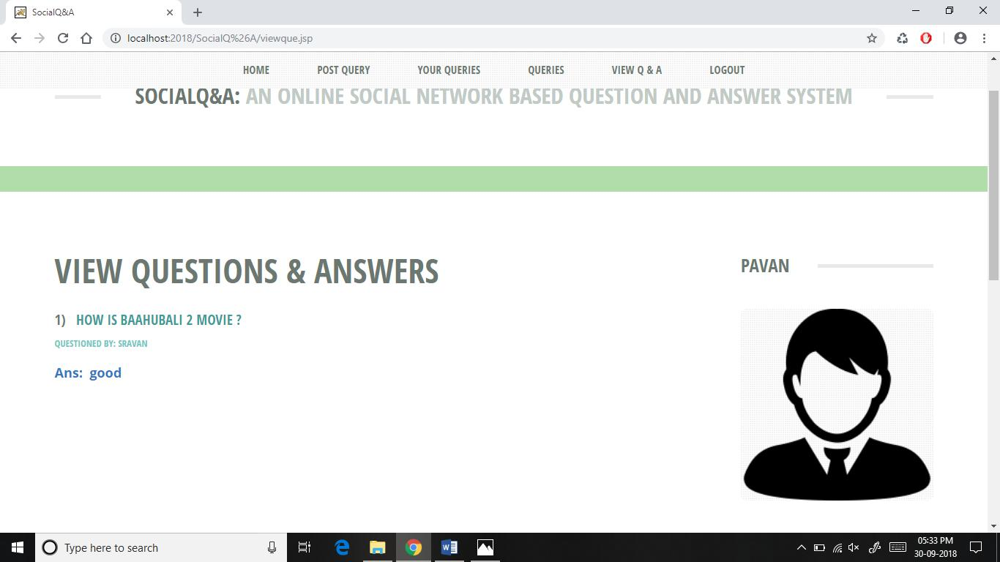 SocialQ&A
localhost:2018/SocialQ%26A/viewque.jsp
HOME POST QUERY YOUR QUERIES QUERIES VIEW Q & A LOGOUT
SOCIALQ&A: AN ONLINE SOCIAL NETWORK BASED QUESTION AND ANSWER SYSTEM
VIEW QUESTIONS & ANSWERS
1) HOW IS BAAHUBALI 2 MOVIE ?
QUESTIONED BY: SRAVAN
Ans: good
PAVAN
Type here to search
05:33 PM
30-09-2018